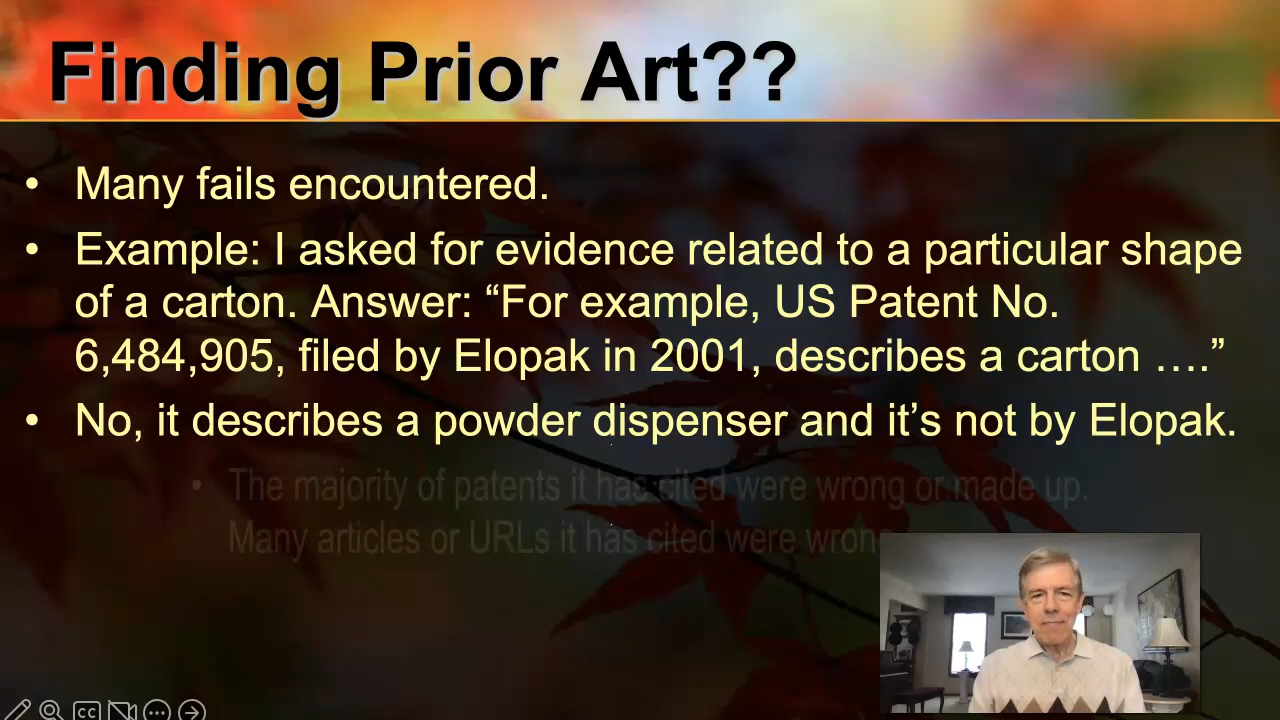 Finding Prior Art??
• Many fails encountered.
• Example: I asked for evidence related to a particular shape
of a carton. Answer: “For example, US Patent No.
6,484,905, filed by Elopak in 2001, describes a carton ….”
• No, it describes a powder dispenser and it’s not by Elopak.
• The majority of patents it has cited were wrong or made up.
Many articles or URLs it has cited were wrong
CC